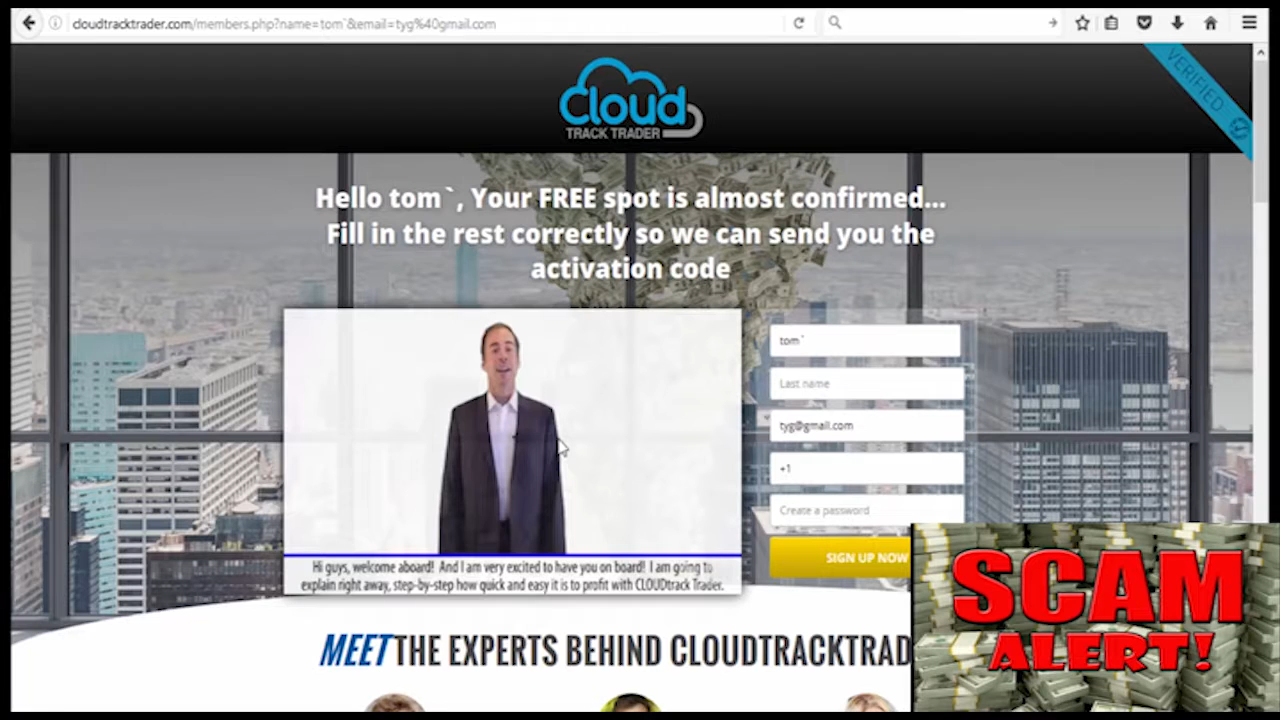 cloudtracktrader.com/members.php?name=tom`&email=tyg%40gmail.com
VERIFIED
Cloud
TRACK TRADER
Hello tom`, Your FREE spot is almost confirmed...
Fill in the rest correctly so we can send you the
activation code
tom`
Last name
tyg@gmail.com
+1
Create a password
SIGN UP NOW
Hi guys, welcome aboard! And I am very excited to have you on board! I am going to
explain right away, step-by-step how quick and easy it is to profit with CLOUDtrack Trader.
MEET THE EXPERTS BEHIND CLOUDTRACKTRAD
SCAM
ALERT!